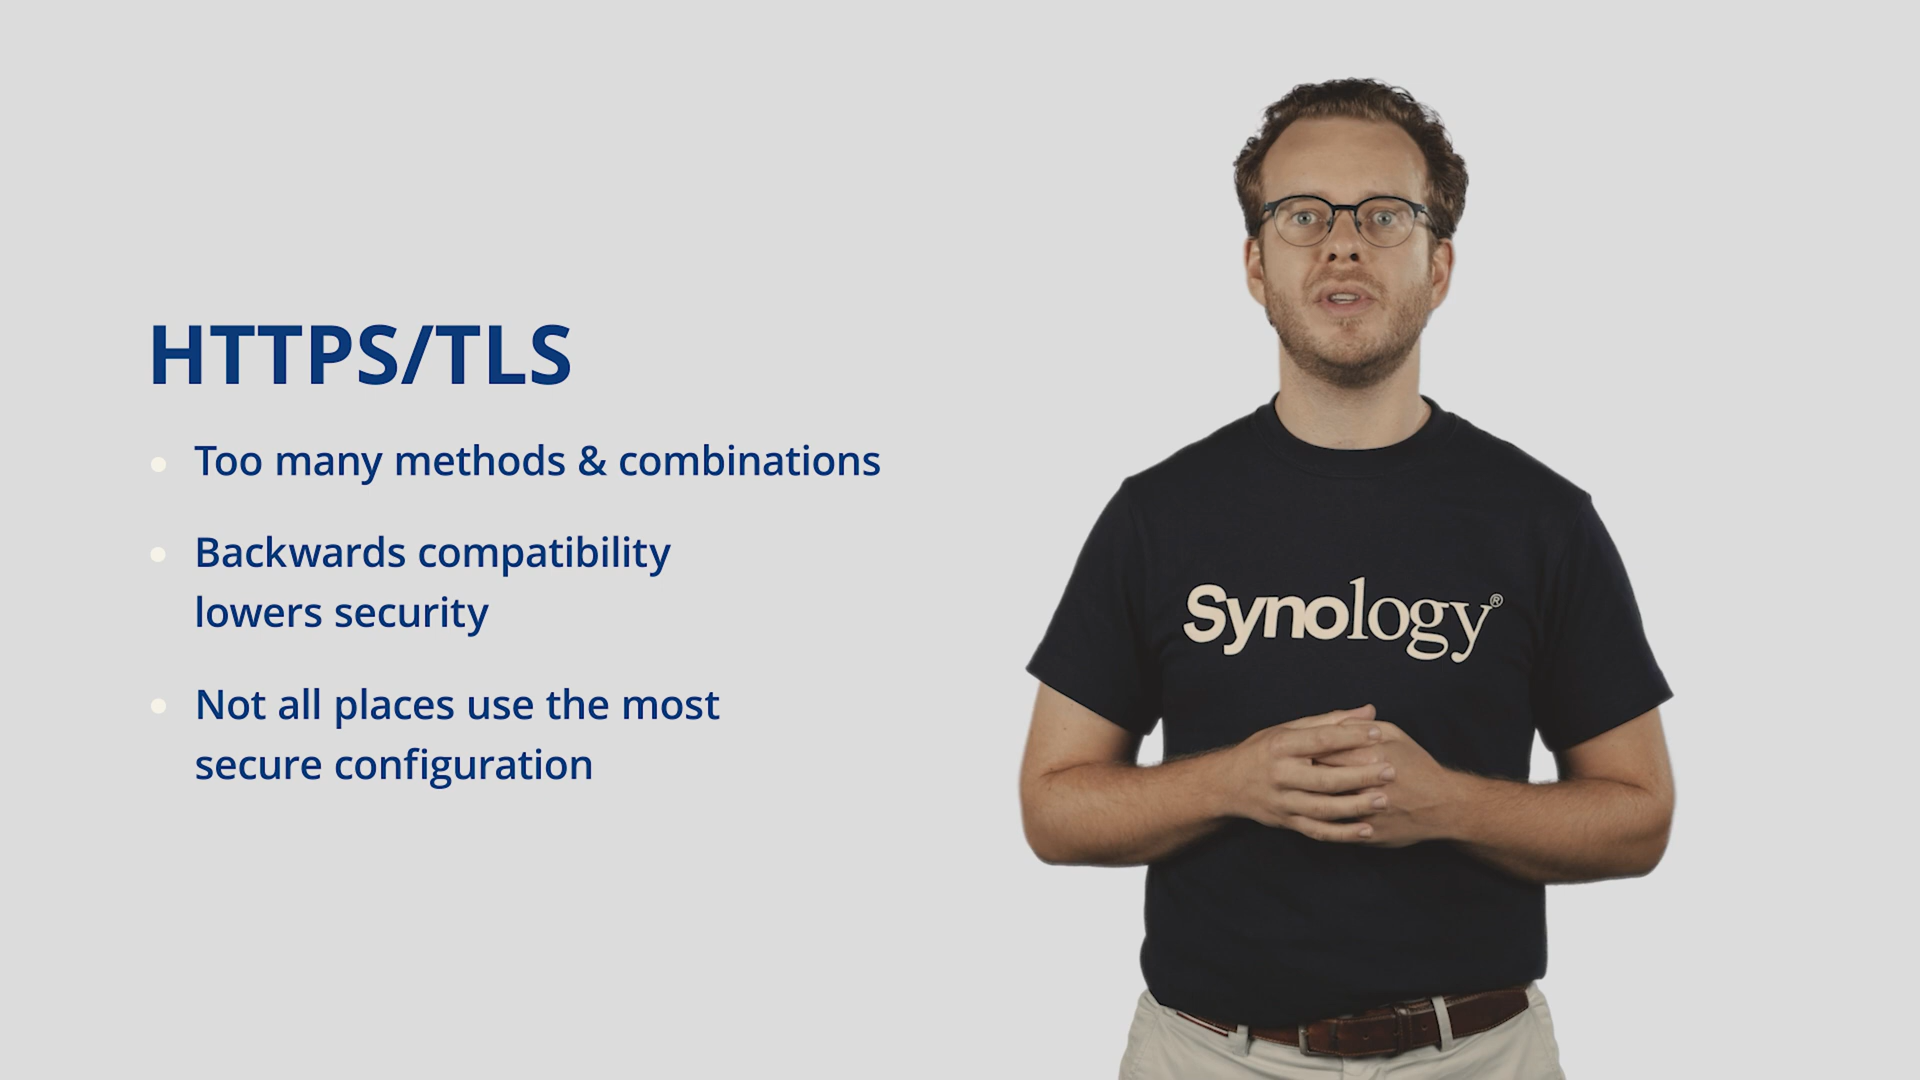 HTTPS/TLS
Too many methods & combinations
Backwards compatibility
lowers security
Not all places use the most
secure configuration
Synology®